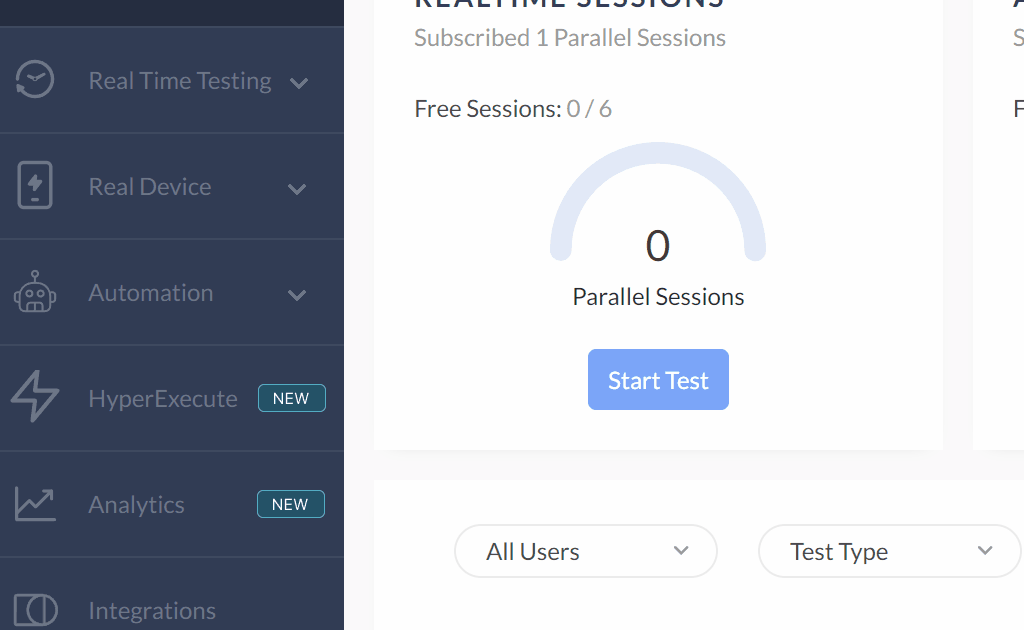 REALTIME SESSIONS
Subscribed 1 Parallel Sessions
Free Sessions: 0 / 6
0
Parallel Sessions
Start Test
Real Time Testing
Real Device
Automation
HyperExecute NEW
Analytics NEW
Integrations
All Users
Test Type